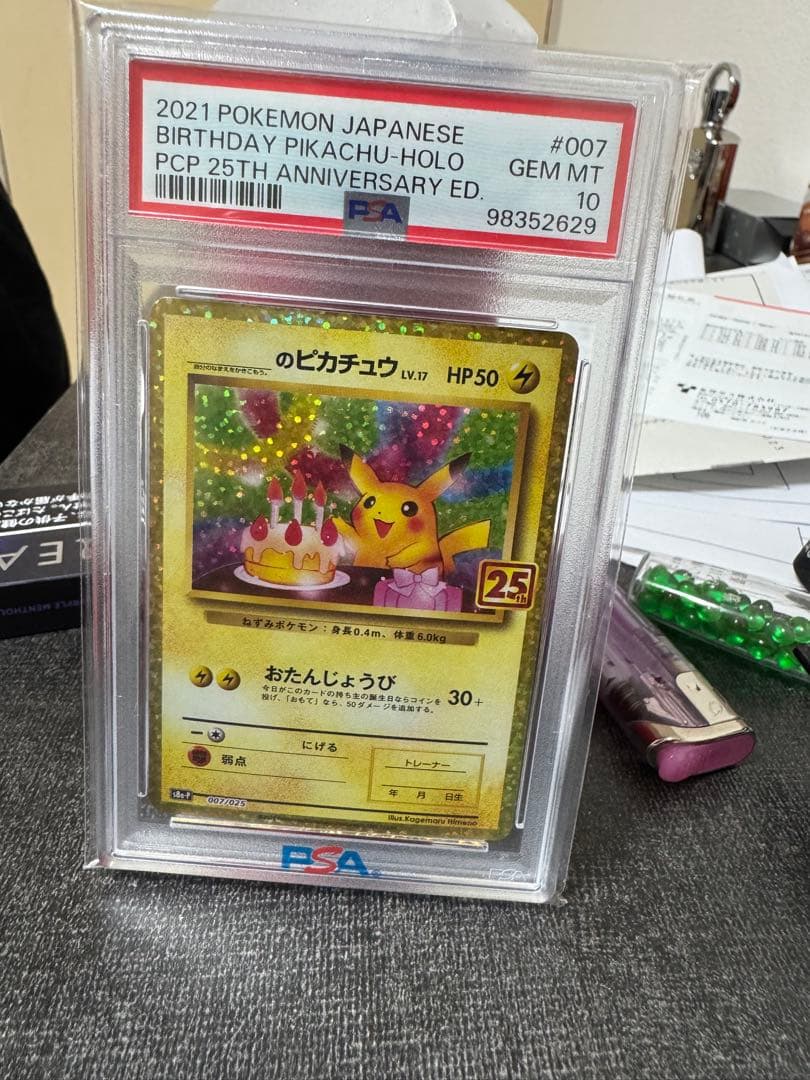 2021 POKEMON JAPANESE #007
BIRTHDAY PIKACHU-HOLO GEM MT
PCP 25TH ANNIVERSARY ED. 10
PSA 98352629
のピカチュウ LV.17 HP50
25th
ねずみポケモン:身長0.4m、体重6.0kg
おたんじょうび 30+
今日がこのカードの持ち主の誕生日ならコインを
投げ、「おもて」なら、50ダメージを追加する。
にげる
弱点
トレーナー
年 月 日生
s8a-P 007/025
Illus.Kagemaru Himeno
PSA
REA
PURPLE MENTHOL